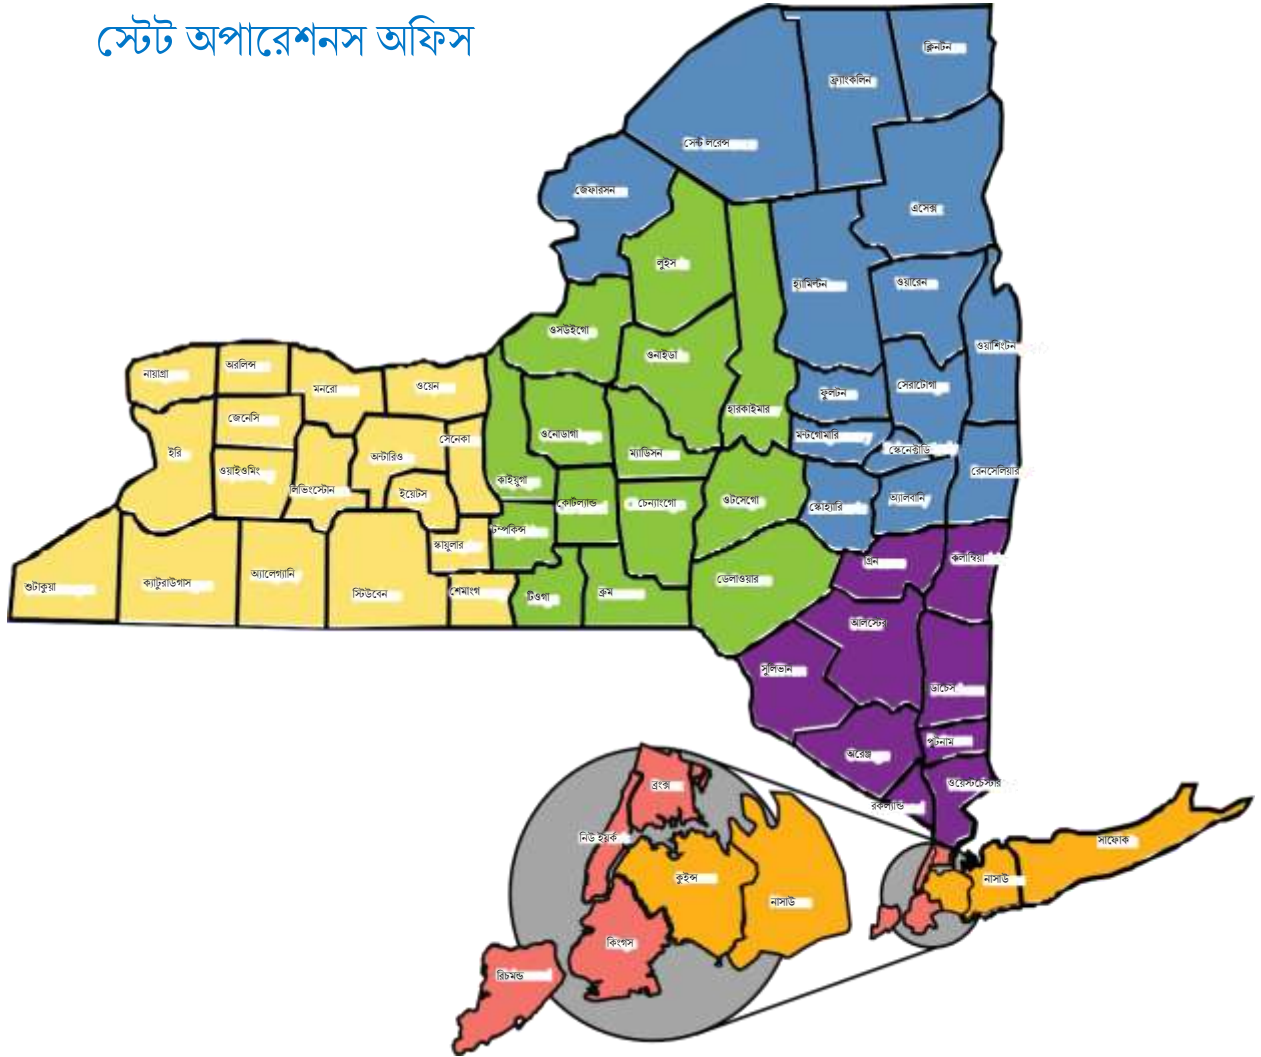 স্টেট অপারেশনস অফিস
ক্লিনটন
ফ্র্যাংকলিন
সেন্ট লরেন্স
জেফারসন
এসেক্স
লুইস
হ্যামিল্টন
ওয়ারেন
ওসউইগো
ওনাইডা
ওয়াশিংটন
নায়াগ্রা
অরলিন্স
মনরো
ওয়েন
ফুলটন
সেরাটোগা
হারকাইমার
জেনেসি
সেনেকা
ওনোডাগা
মন্টগোমারি
স্কেনেক্টাডি
ইরি
অন্টারিও
ম্যাডিসন
ওয়াইওমিং
রেনসেলিয়ার
লিভিংস্টোন
ইয়েটস
কাইয়ুগা
কোর্টল্যান্ড
চেন্যাংগো
ওটসেগো
স্কোহ্যারি
অ্যালবানি
টম্পকিন্স
স্কায়ুলার
গ্রিন
কলাম্বিয়া
শুটাকুয়া
ক্যাটুরাউগাস
অ্যালেগ্যানি
স্টিউবেন
শেমাংগ
টিওগা
ব্রুম
ডেলাওয়ার
আলস্টের
সুলিভান
ডাচেস
অরেঞ্জ
পুটনাম
ওয়েস্টচেস্টার
রকল্যান্ড
ব্রংক্স
নিউ ইয়র্ক
কুইন্স
নাসাউ
কিংগস
রিচমন্ড
নাসাউ
সাফোক